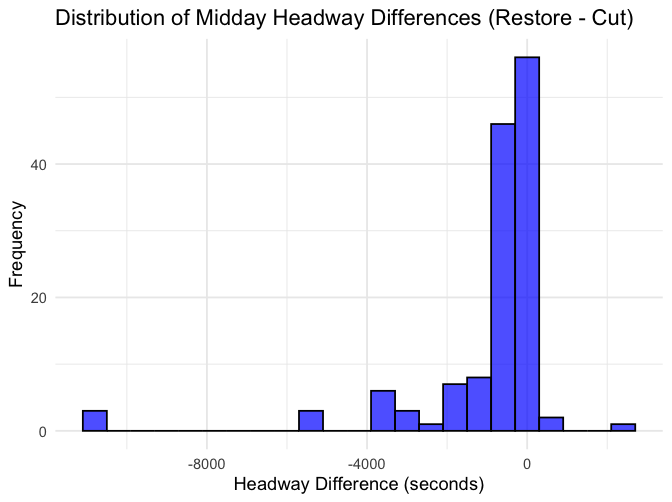 Distribution of Midday Headway Differences (Restore - Cut)
Frequency
40
20
0
-8000
-4000
0
Headway Difference (seconds)